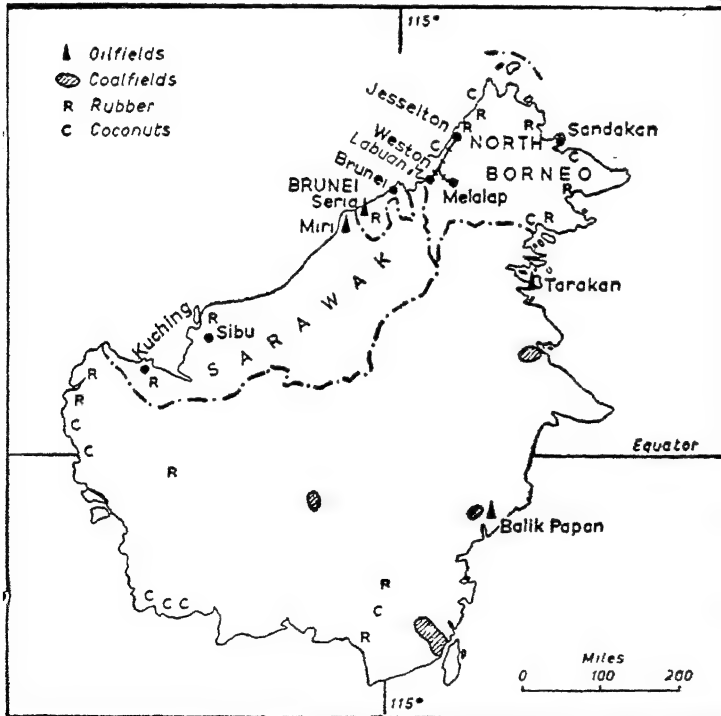 115°
Oilfields
Coalfields
R Rubber
C Coconuts
C
Jesselton
R
R
R
C
NORTH
Sandakan
Weston
C
Labuan
BORNEO
Brunei
Melalap
R
BRUNEI
Seria
R
C R
Miri
Tarakan
SARAWAK
Kuching
R
Sibu
R
R
R
C
C
Equator
R
Balik Papan
R
C C C
C
R
Miles
0 100 200
115°